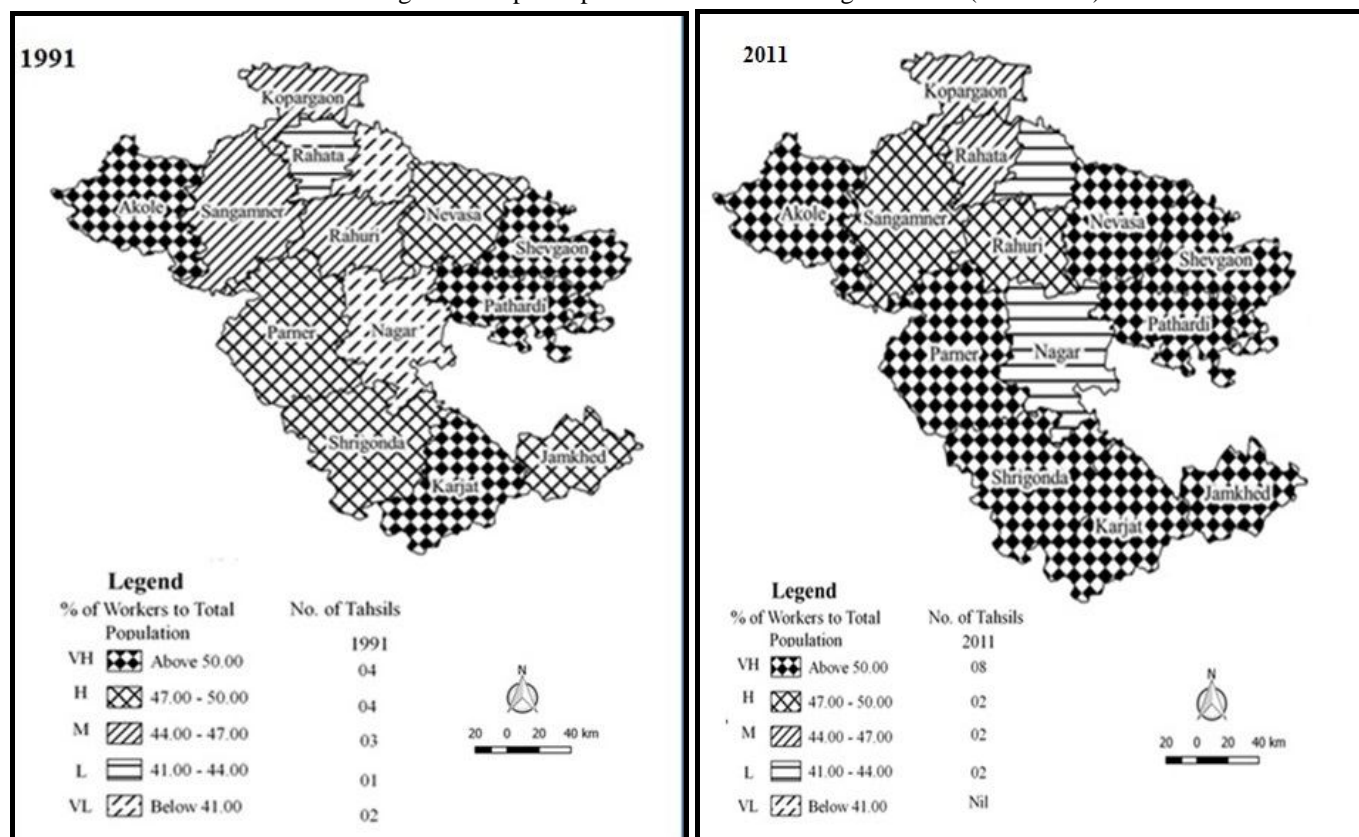 1991
Kopargaon
Rahata
Akole
Sangamner
Nevasa
Rahuri
Shevgaon
Pathardi
Parner
Nagar
Shrigonda
Jamkhed
Karjat
Legend
% of Workers to Total Population
No. of Tahsils
1991
VH Above 50.00 04
H 47.00 - 50.00 04
M 44.00 - 47.00 03
L 41.00 - 44.00 01
VL Below 41.00 02
N
20 0 20 40 km
2011
Kopargaon
Rahata
Akole
Sangamner
Nevasa
Rahuri
Shevgaon
Pathardi
Parner
Nagar
Shrigonda
Jamkhed
Karjat
Legend
% of Workers to Total Population
No. of Tahsils
2011
VH Above 50.00 08
H 47.00 - 50.00 02
M 44.00 - 47.00 02
L 41.00 - 44.00 02
VL Below 41.00 Nil
N
20 0 20 40 km